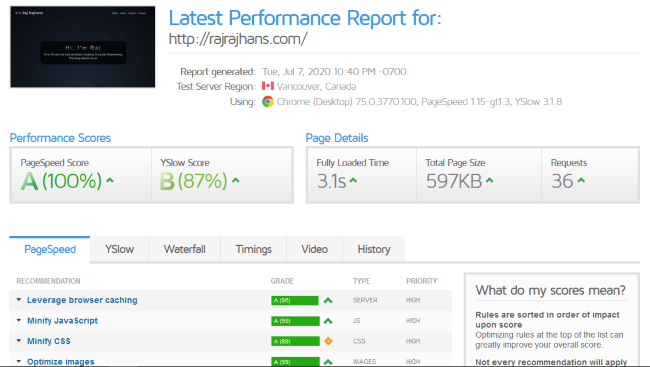 Raj Rajhans
Hi, I'm Raj
Latest Performance Report for:
http://rajrajhans.com/
Report generated: Tue, Jul 7, 2020 10:40 PM -0700
Test Server Region: Vancouver, Canada
Using: Chrome (Desktop) 75.0.3770.100, PageSpeed 1.15-gt1.3, YSlow 3.1.8
Performance Scores
Page Details
PageSpeed Score
YSlow Score
Fully Loaded Time
Total Page Size
Requests
A (100%)
B (87%)
3.1s
597KB
36
PageSpeed
YSlow
Waterfall
Timings
Video
History
RECOMMENDATION GRADE TYPE PRIORITY
Leverage browser caching A (96) SERVER HIGH
Minify JavaScript A (99) JS HIGH
Minify CSS A (99) CSS HIGH
Optimize images A (99) IMAGES HIGH
What do my scores mean?
Rules are sorted in order of impact
upon score
Optimizing rules at the top of the list can
greatly improve your overall score.
Not every recommendation will apply